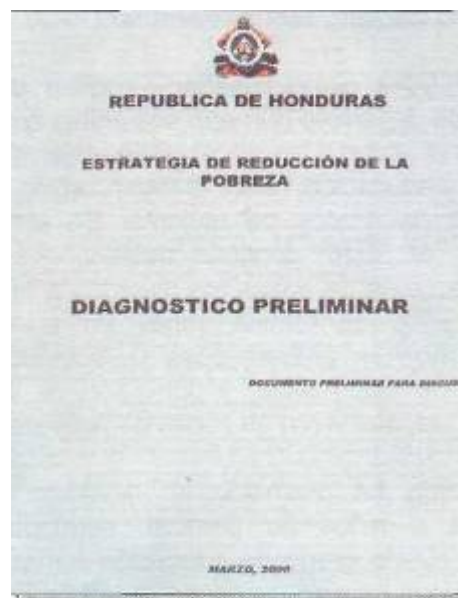 REPUBLICA DE HONDURAS
ESTRATEGIA DE REDUCCIÓN DE LA
POBREZA
DIAGNOSTICO PRELIMINAR
DOCUMENTO PRELIMINAR PARA
MARZO, 2000